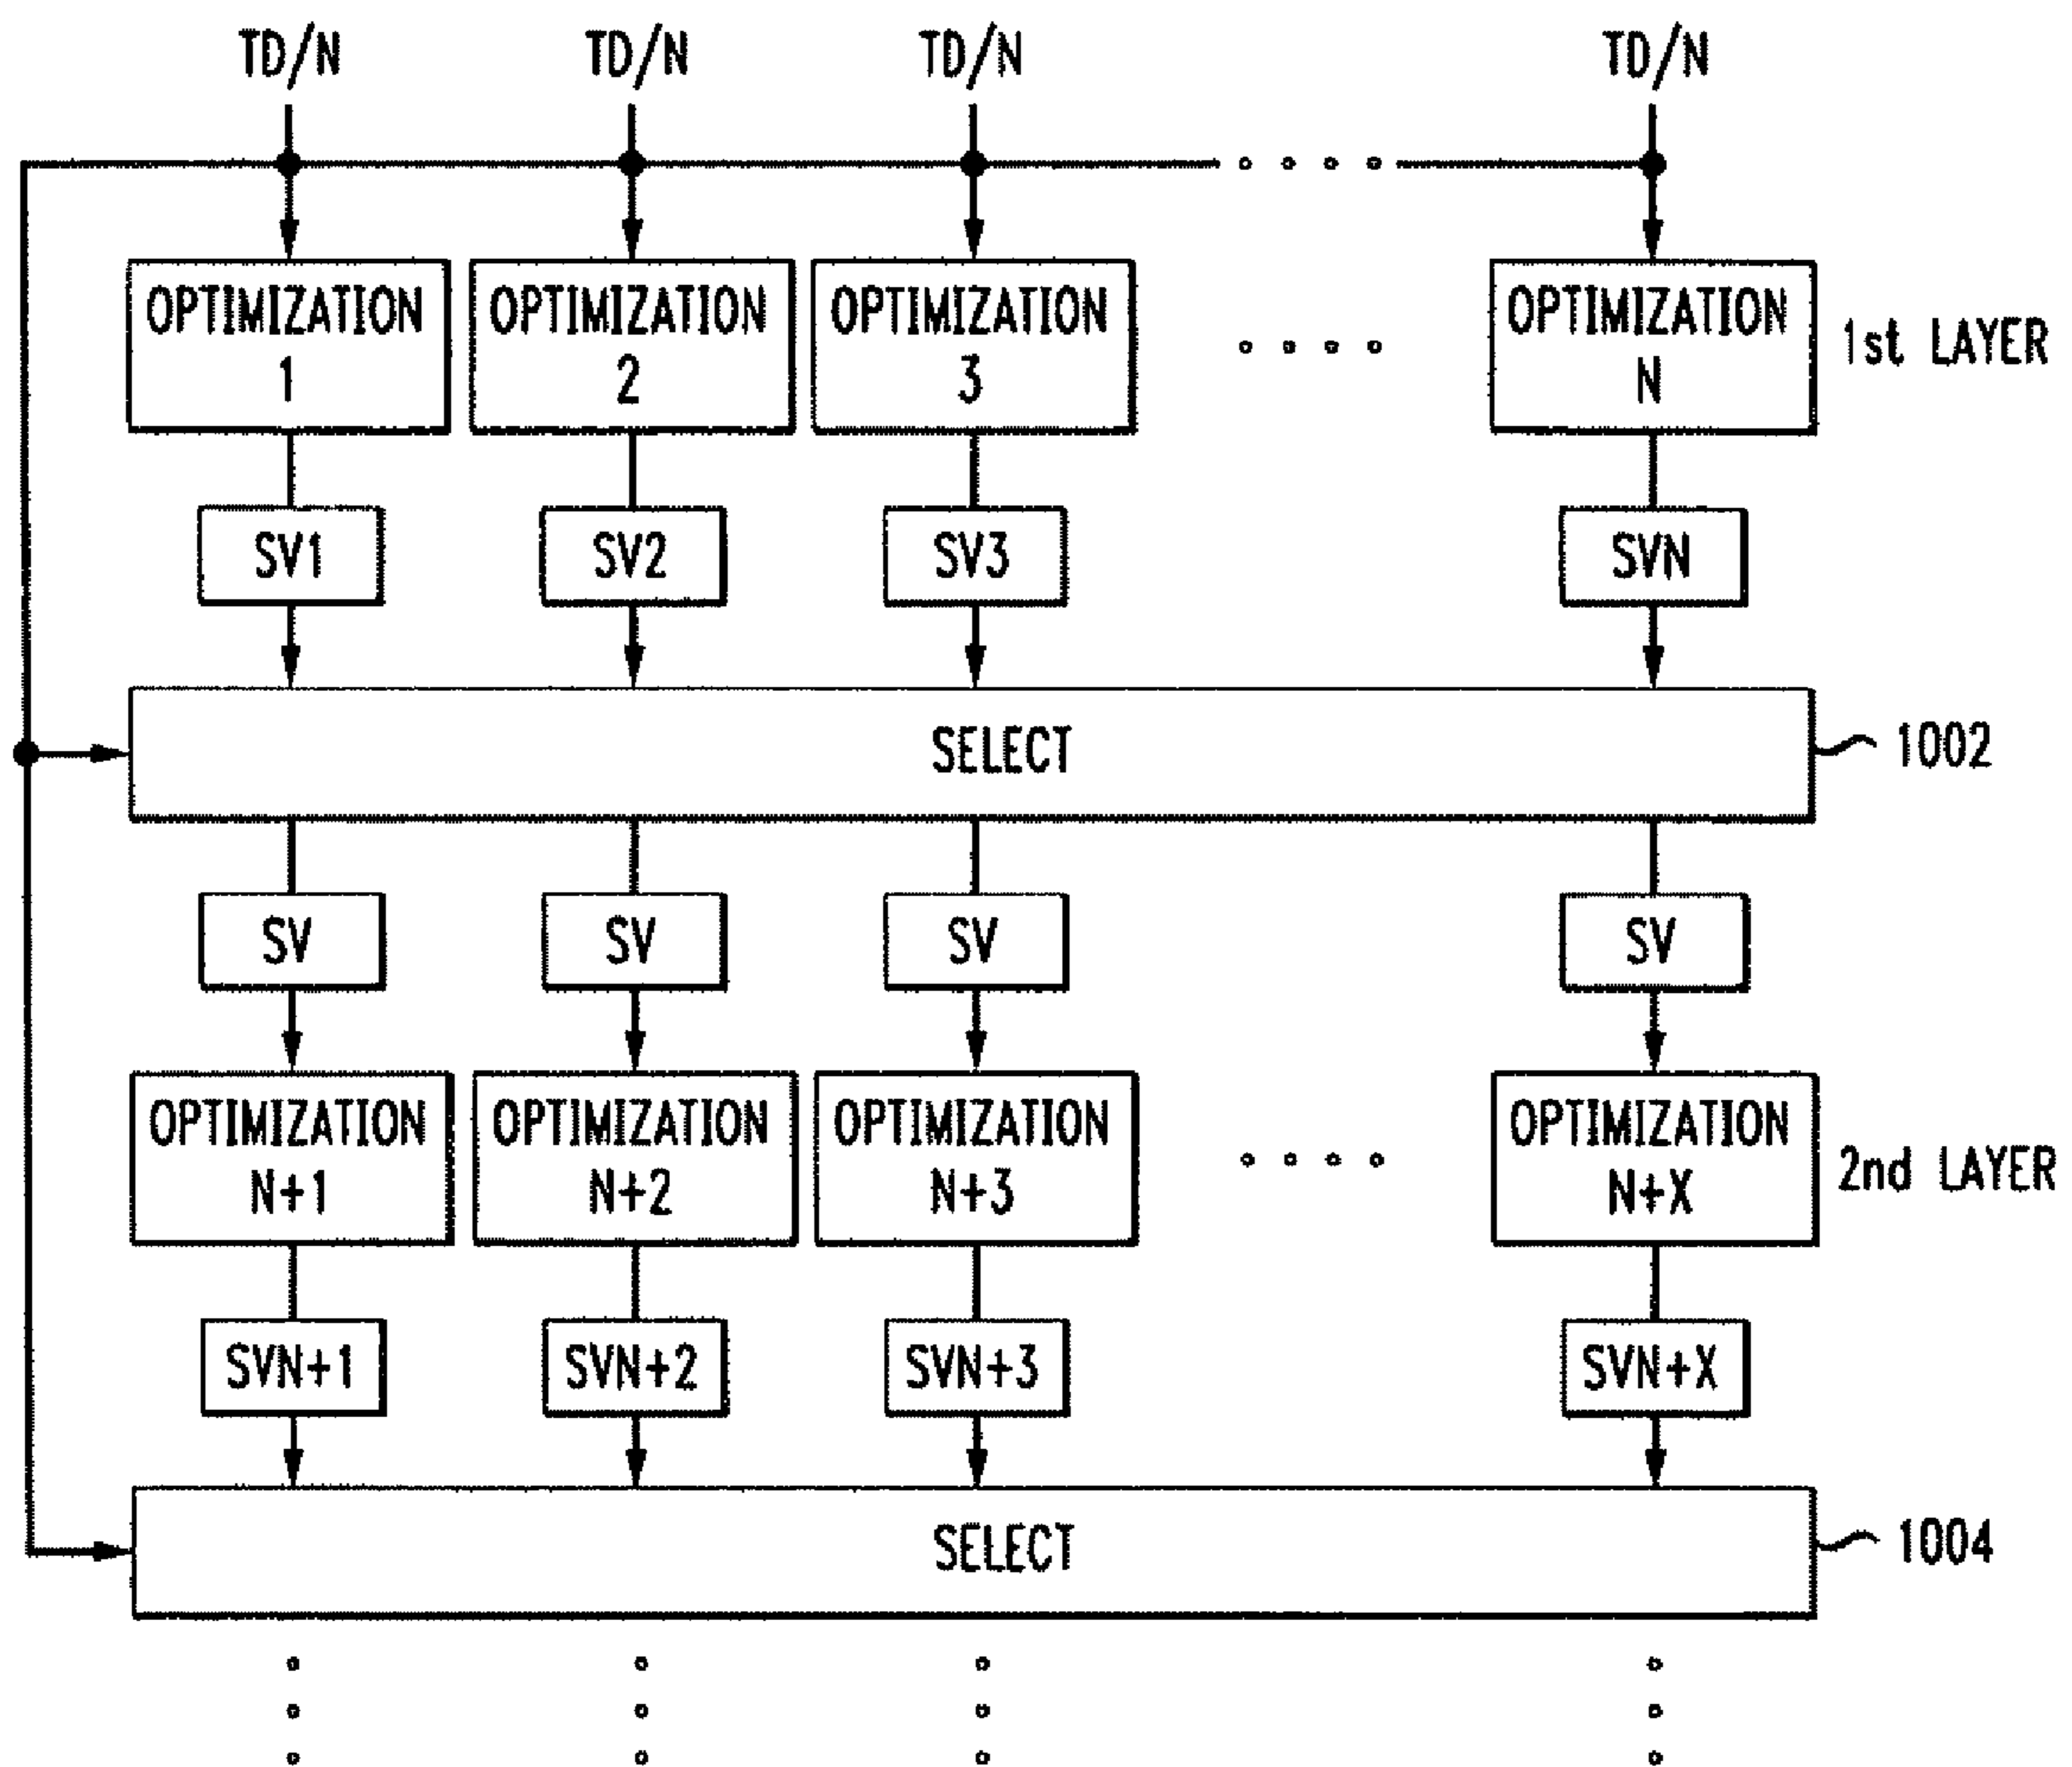 TD/N TD/N TD/N TD/N
OPTIMIZATION 1 OPTIMIZATION 2 OPTIMIZATION 3 OPTIMIZATION N 1st LAYER
SV1 SV2 SV3 SVN
SELECT 1002
SV SV SV SV
OPTIMIZATION N+1 OPTIMIZATION N+2 OPTIMIZATION N+3 OPTIMIZATION N+X 2nd LAYER
SVN+1 SVN+2 SVN+3 SVN+X
SELECT 1004